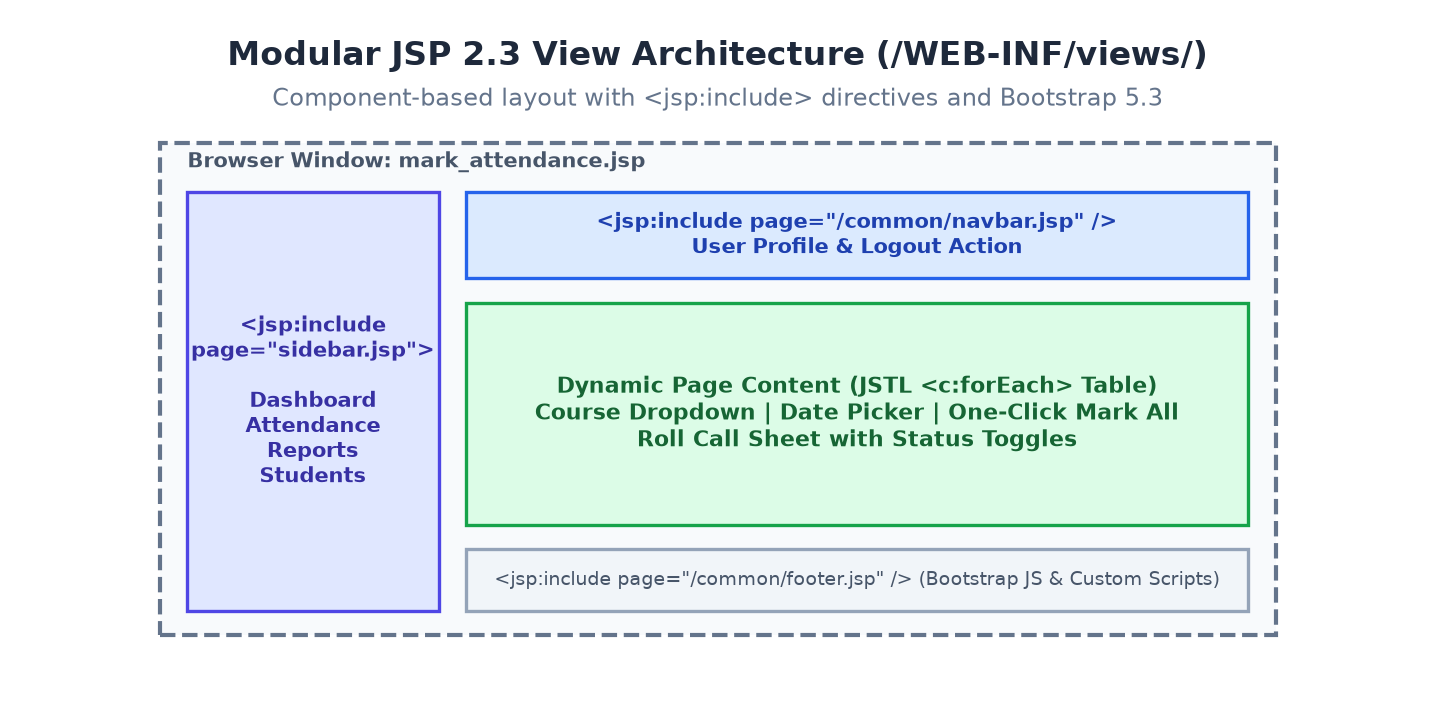 Modular JSP 2.3 View Architecture (/WEB-INF/views/)
Component-based layout with <jsp:include> directives and Bootstrap 5.3
Browser Window: mark_attendance.jsp
<jsp:include
page="sidebar.jsp">
Dashboard
Attendance
Reports
Students
<jsp:include page="/common/navbar.jsp" />
User Profile & Logout Action
Dynamic Page Content (JSTL <c:forEach> Table)
Course Dropdown | Date Picker | One-Click Mark All
Roll Call Sheet with Status Toggles
<jsp:include page="/common/footer.jsp" /> (Bootstrap JS & Custom Scripts)